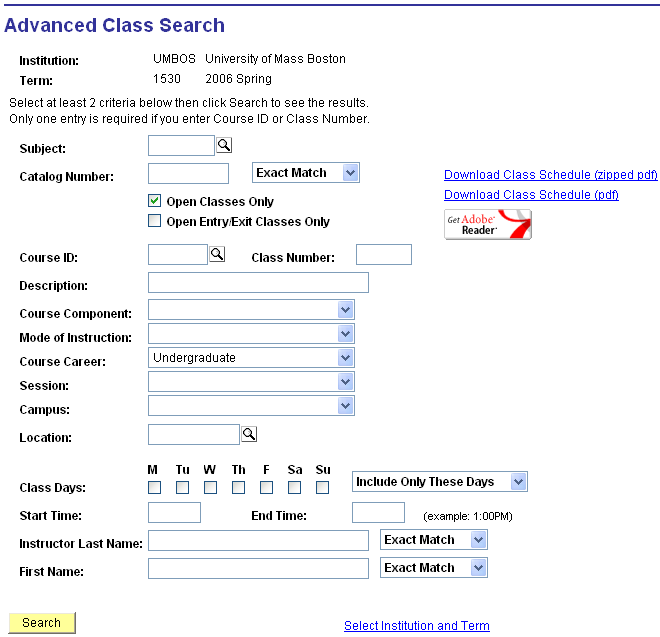 Advanced Class Search
Institution: UMBOS University of Mass Boston
Term: 1530 2006 Spring
Select at least 2 criteria below then click Search to see the results.
Only one entry is required if you enter Course ID or Class Number.
Subject:
Catalog Number: Exact Match
Download Class Schedule (zipped pdf)
Open Classes Only
Download Class Schedule (pdf)
Open Entry/Exit Classes Only
Get Adobe®
Reader®
Course ID: Class Number:
Description:
Course Component:
Mode of Instruction:
Course Career: Undergraduate
Session:
Campus:
Location:
M Tu W Th F Sa Su
Class Days: Include Only These Days
Start Time: End Time: (example: 1:00PM)
Instructor Last Name: Exact Match
First Name: Exact Match
Search
Select Institution and Term